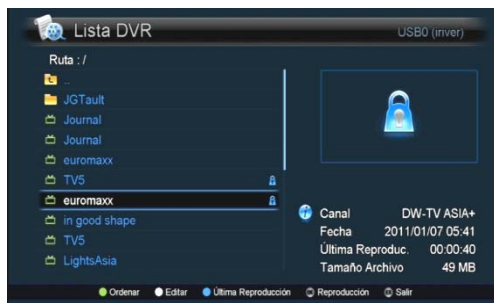 Lista DVR
USB0 (iriver)
Ruta : /
..
JGTault
Journal
Journal
euromaxx
TV5
euromaxx
in good shape
TV5
LightsAsia
Canal DW-TV ASIA+
Fecha 2011/01/07 05:41
Última Reproduc. 00:00:40
Tamaño Archivo 49 MB
Ordenar Editar Última Reproducción Reproducción Salir